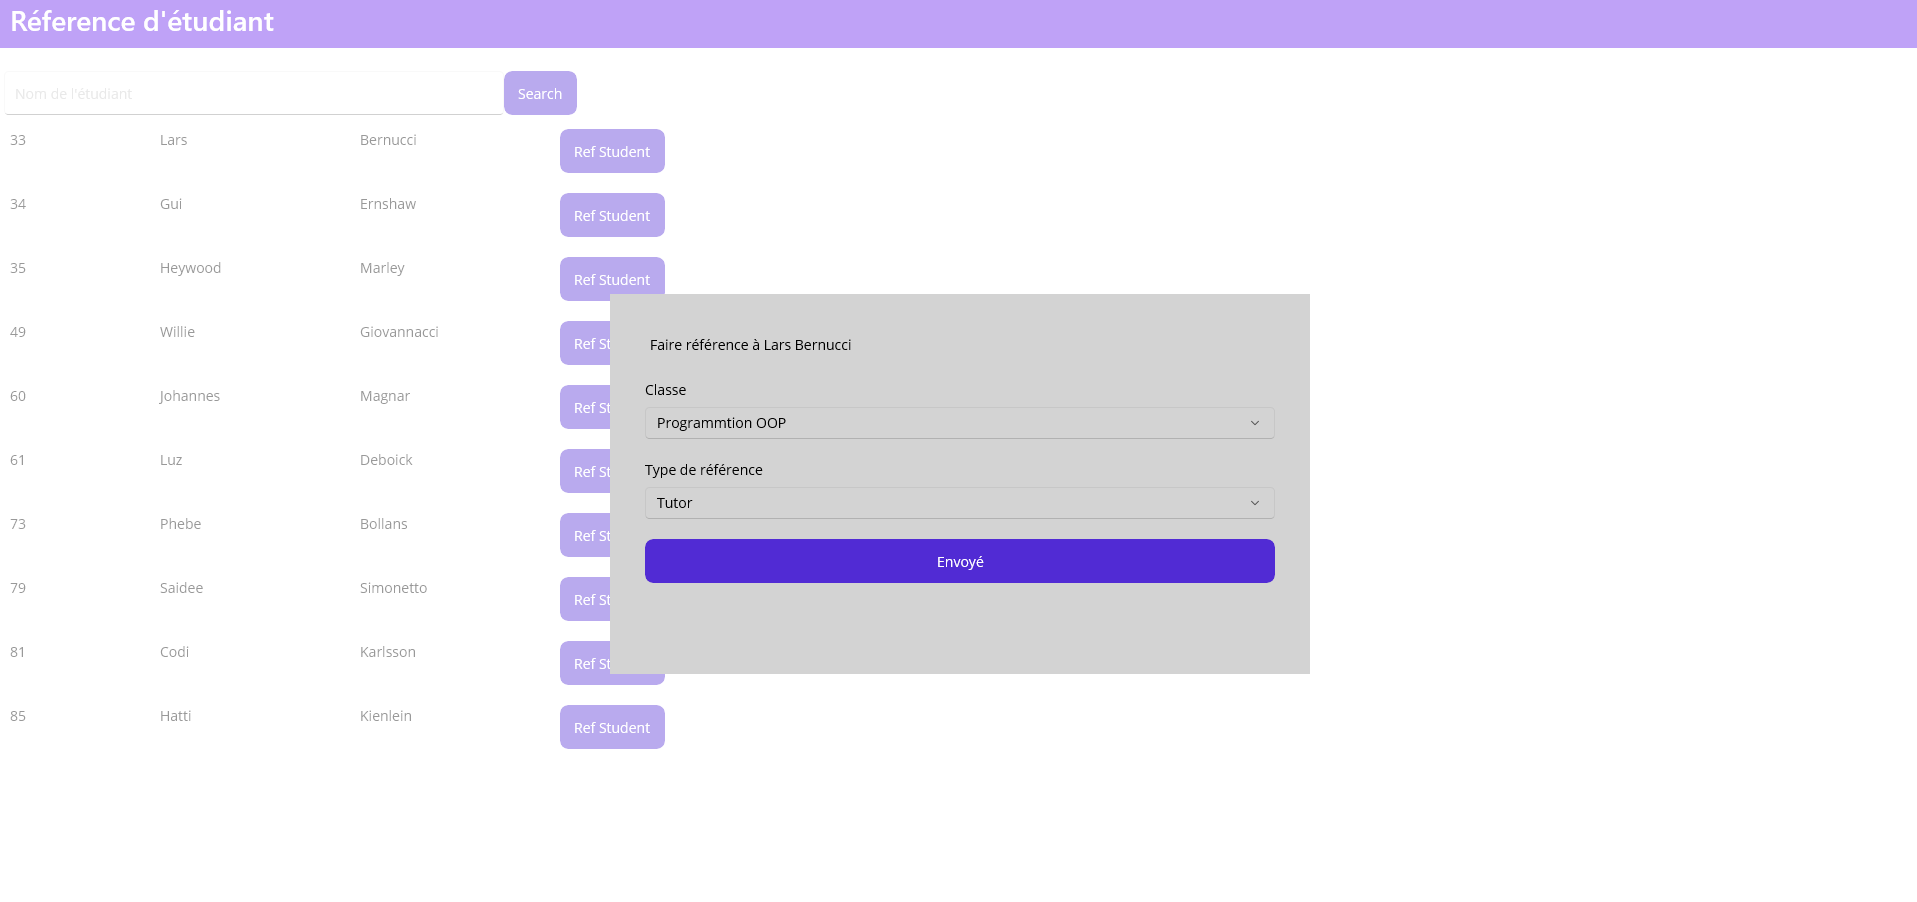 Réference d'étudiant
Nom de l'étudiant Search
33 Lars Bernucci Ref Student
34 Gui Ernshaw Ref Student
35 Heywood Marley Ref Student
49 Willie Giovannacci Ref St
60 Johannes Magnar Ref St
61 Luz Deboick Ref St
73 Phebe Bollans Ref St
79 Saidee Simonetto Ref St
81 Codi Karlsson Ref St
85 Hatti Kienlein Ref Student
Faire référence à Lars Bernucci
Classe
Programmtion OOP
Type de référence
Tutor
Envoyé